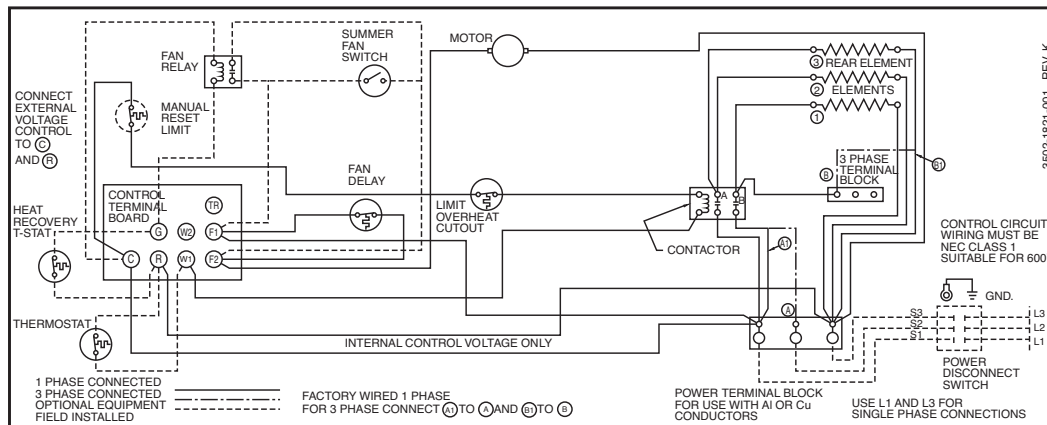 SUMMER
FAN
SWITCH
MOTOR
FAN
RELAY
3 REAR ELEMENT
2 ELEMENTS
1
3502-1821-001 REV. K
CONNECT
EXTERNAL
VOLTAGE
CONTROL
TO C
AND R
MANUAL
RESET
LIMIT
FAN
DELAY
B
3 PHASE
TERMINAL
BLOCK
B1
CONTROL
TERMINAL
BOARD
TR
LIMIT
OVERHEAT
CUTOUT
A
B
HEAT
RECOVERY
T-STAT
G
W2
F1
C
R
W1
F2
CONTACTOR
A1
CONTROL CIRCUIT
WIRING MUST BE
NEC CLASS 1
SUITABLE FOR 600
GND.
THERMOSTAT
INTERNAL CONTROL VOLTAGE ONLY
A
S3
S2
S1
L3
L2
L1
POWER
DISCONNECT
SWITCH
1 PHASE CONNECTED
3 PHASE CONNECTED
OPTIONAL EQUIPMENT
FIELD INSTALLED
FACTORY WIRED 1 PHASE
FOR 3 PHASE CONNECT A1 TO A AND B1 TO B
POWER TERMINAL BLOCK
FOR USE WITH Al OR Cu
CONDUCTORS
USE L1 AND L3 FOR
SINGLE PHASE CONNECTIONS